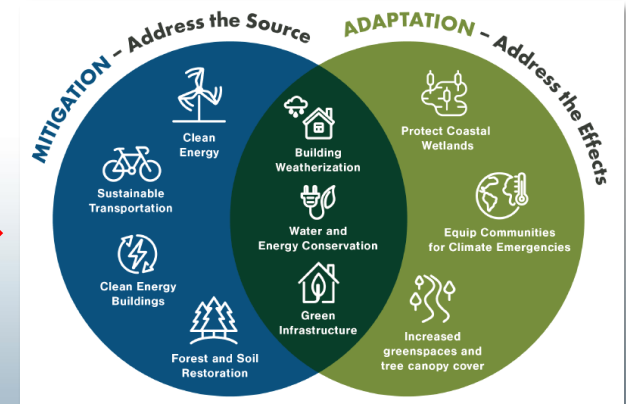 MITIGATION – Address the Source
ADAPTATION – Address the Effects
Clean
Energy
Sustainable
Transportation
Clean Energy
Buildings
Forest and Soil
Restoration
Building
Weatherization
Water and
Energy Conservation
Green
Infrastructure
Protect Coastal
Wetlands
Equip Communities
for Climate Emergencies
Increased
greenspaces and
tree canopy cover